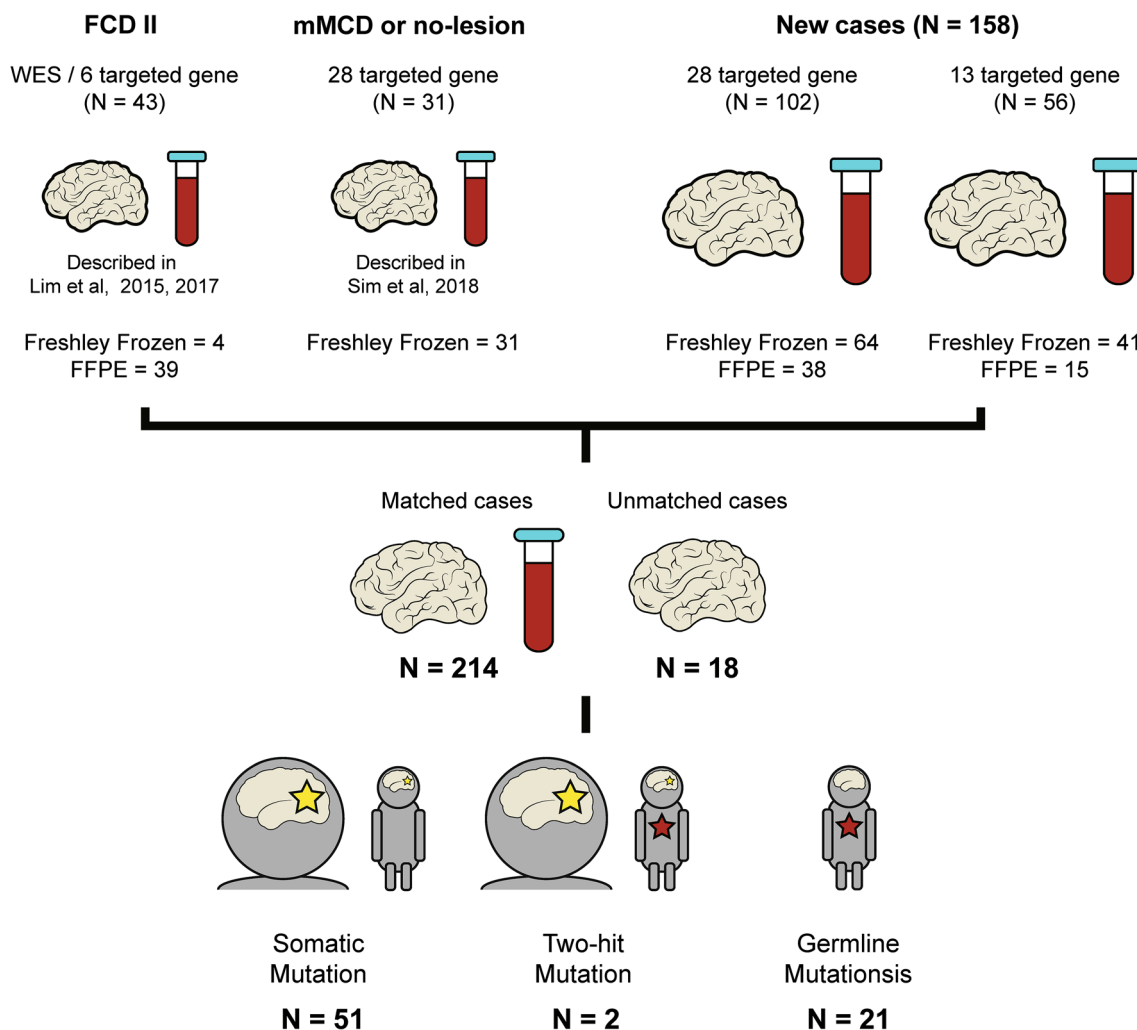 FCD II
WES / 6 targeted gene
(N = 43)
Described in
Lim et al,  2015, 2017
Freshley Frozen = 4
FFPE = 39
mMCD or no-lesion
28 targeted gene
(N = 31)
Described in
Sim et al, 2018
Freshley Frozen = 31
New cases (N = 158)
28 targeted gene
(N = 102)
Freshley Frozen = 64
FFPE = 38
13 targeted gene
(N = 56)
Freshley Frozen = 41
FFPE = 15
Matched cases
N = 214
Unmatched cases
N = 18
Somatic
Mutation
N = 51
Two-hit
Mutation
N = 2
Germline
Mutationsis
N = 21